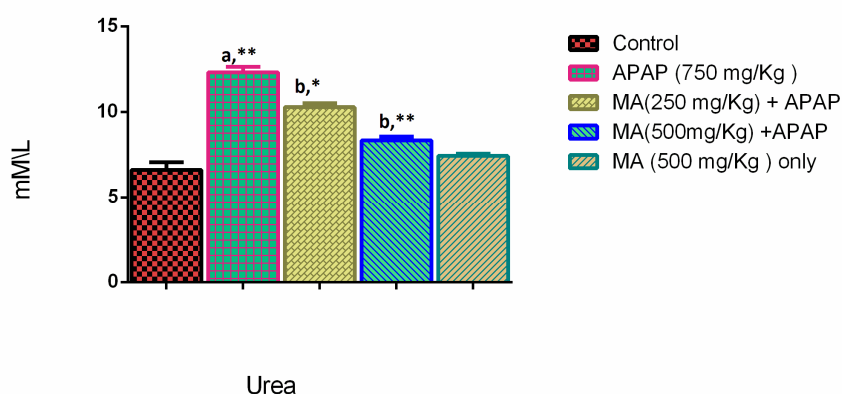 15
10
5
0
mM\L
a,**
b,*
b,**
Urea
Control
APAP (750 mg/Kg )
MA(250 mg/Kg) + APAP
MA(500mg/Kg) +APAP
MA (500 mg/Kg ) only